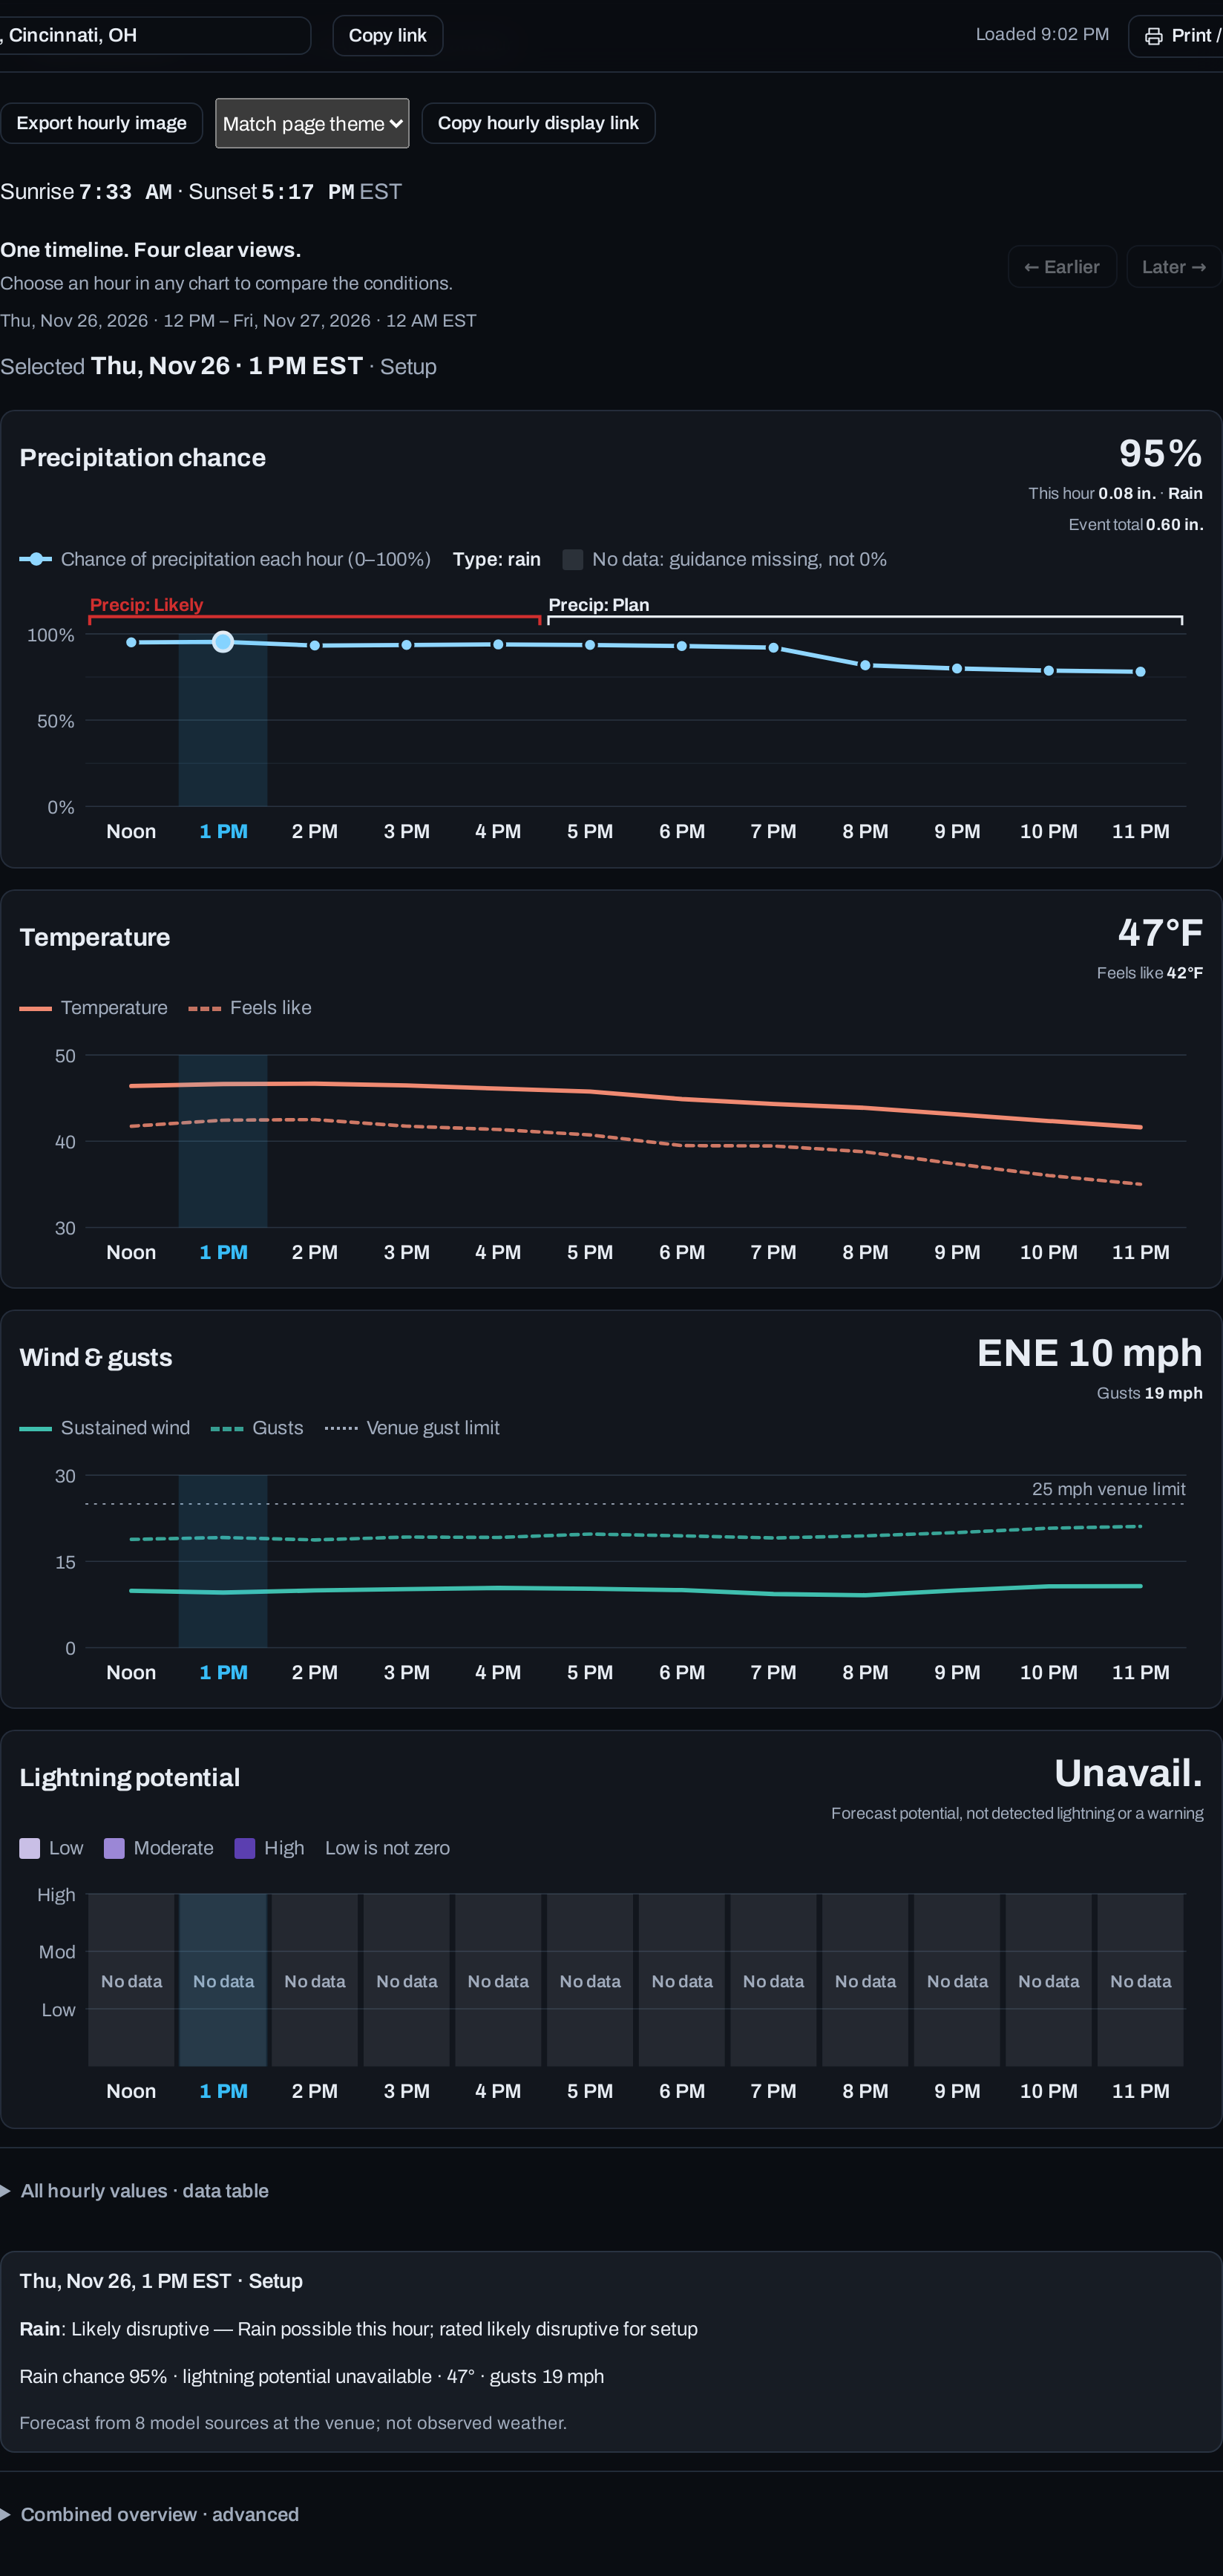 , Cincinnati, OH
Copy link
Loaded 9:02 PM
Print /
Export hourly image
Match page theme
Copy hourly display link
Sunrise 7:33 AM · Sunset 5:17 PM EST
One timeline. Four clear views.
← Earlier
Later →
Choose an hour in any chart to compare the conditions.
Thu, Nov 26, 2026 · 12 PM – Fri, Nov 27, 2026 · 12 AM EST
Selected Thu, Nov 26 · 1 PM EST · Setup
Precipitation chance
95%
This hour 0.08 in. · Rain
Event total 0.60 in.
Chance of precipitation each hour (0–100%)
Type: rain
No data: guidance missing, not 0%
Precip: Likely
Precip: Plan
100%
50%
0%
Noon 1 PM 2 PM 3 PM 4 PM 5 PM 6 PM 7 PM 8 PM 9 PM 10 PM 11 PM
Temperature
47°F
Feels like 42°F
Temperature
Feels like
50
40
30
Noon 1 PM 2 PM 3 PM 4 PM 5 PM 6 PM 7 PM 8 PM 9 PM 10 PM 11 PM
Wind & gusts
ENE 10 mph
Gusts 19 mph
Sustained wind
Gusts
Venue gust limit
30
25 mph venue limit
15
0
Noon 1 PM 2 PM 3 PM 4 PM 5 PM 6 PM 7 PM 8 PM 9 PM 10 PM 11 PM
Lightning potential
Unavail.
Forecast potential, not detected lightning or a warning
Low
Moderate
High
Low is not zero
High
Mod
No data No data No data No data No data No data No data No data No data No data No data No data
Low
Noon 1 PM 2 PM 3 PM 4 PM 5 PM 6 PM 7 PM 8 PM 9 PM 10 PM 11 PM
All hourly values · data table
Thu, Nov 26, 1 PM EST · Setup
Rain: Likely disruptive — Rain possible this hour; rated likely disruptive for setup
Rain chance 95% · lightning potential unavailable · 47° · gusts 19 mph
Forecast from 8 model sources at the venue; not observed weather.
Combined overview · advanced